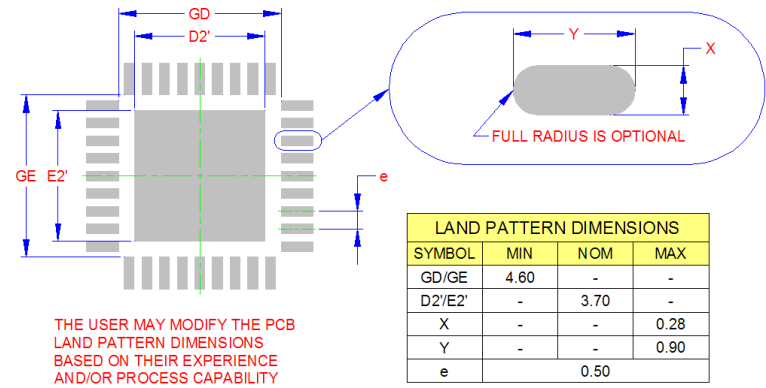 GD
D2'
GE
E2'
e
Y
X
FULL RADIUS IS OPTIONAL
THE USER MAY MODIFY THE PCB
LAND PATTERN DIMENSIONS
BASED ON THEIR EXPERIENCE
AND/OR PROCESS CAPABILITY
LAND PATTERN DIMENSIONS
SYMBOL MIN NOM MAX
GD/GE 4.60 - -
D2'/E2' - 3.70 -
X - - 0.28
Y - - 0.90
e 0.50